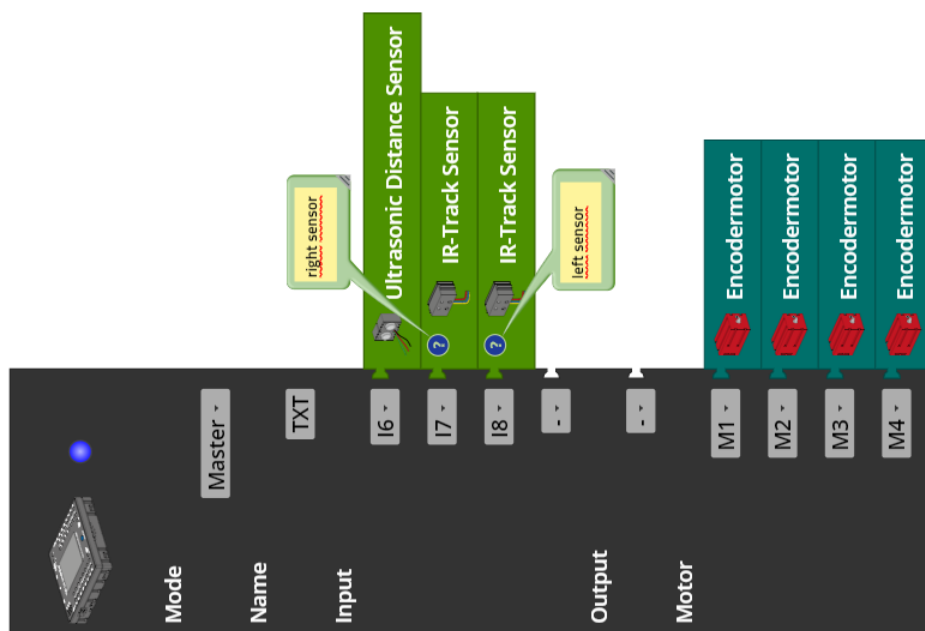 Mode
Master
Name
TXT
Input
I6
Ultrasonic Distance Sensor
right sensor
I7
?
IR-Track Sensor
I8
?
IR-Track Sensor
left sensor
-
Output
-
Motor
M1
Encodermotor
M2
Encodermotor
M3
Encodermotor
M4
Encodermotor